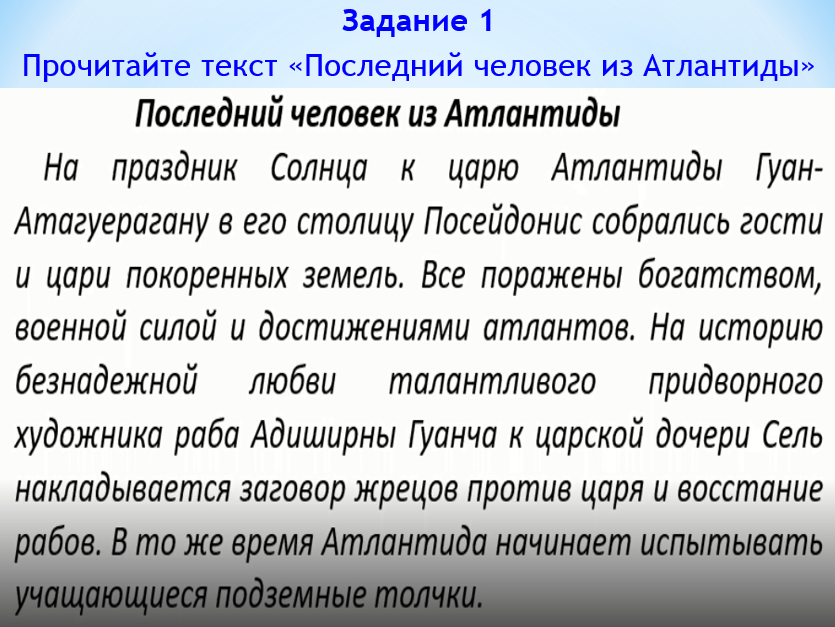 Задание 1
Прочитайте текст «Последний человек из Атлантиды»
Последний человек из Атлантиды
На праздник Солнца к царю Атлантиды Гуан-
Атагуерагану в его столицу Посейдонис собрались гости
и цари покоренных земель. Все поражены богатством,
военной силой и достижениями атлантов. На историю
безнадежной любви талантливого придворного
художника раба Адиширны Гуанча к царской дочери Сель
накладывается заговор жрецов против царя и восстание
рабов. В то же время Атлантида начинает испытывать
учащающиеся подземные толчки.